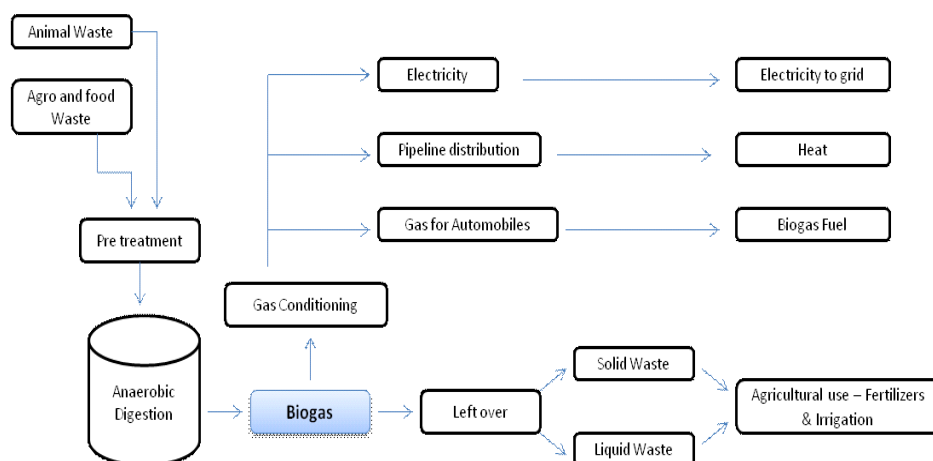 Animal Waste
Agro and food
Waste
Pre treatment
Anaerobic
Digestion
Biogas
Gas Conditioning
Electricity
Electricity to grid
Pipeline distribution
Heat
Gas for Automobiles
Biogas Fuel
Left over
Solid Waste
Liquid Waste
Agricultural use – Fertilizers
& Irrigation